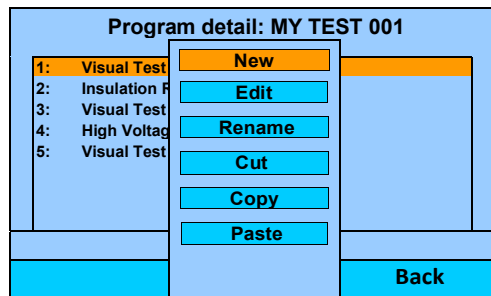 Program detail: MY TEST 001
1: Visual Test
2: Insulation
3: Visual Test
4: High
5: Visual Test
New
Edit
Rename
Cut
Copy
Paste
Back